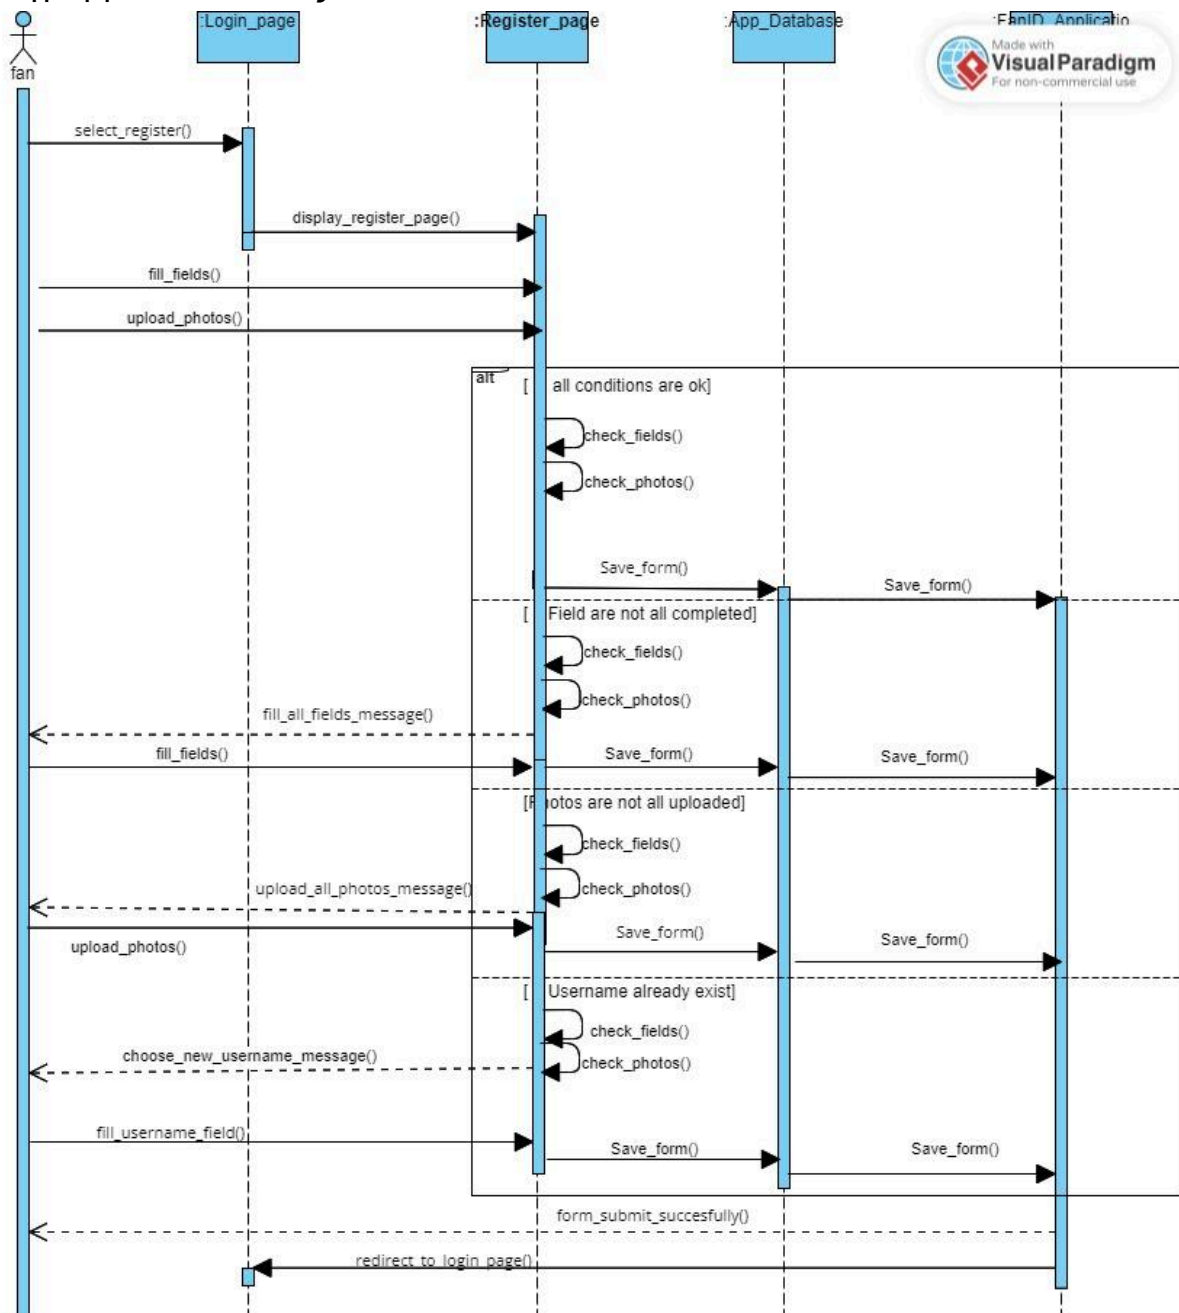 :Login_page
:Register_page
:App_Database
:FanID_Applicatio
Made with
Visual Paradigm
For non-commercial use
fan
select_register()
display_register_page()
fill_fields()
upload_photos()
alt
[ all conditions are ok]
check_fields()
check_photos()
Save_form()
Save_form()
[ Field are not all completed]
check_fields()
check_photos()
fill_all_fields_message()
fill_fields()
Save_form()
Save_form()
[Photos are not all uploaded]
check_fields()
check_photos()
upload_all_photos_message()
upload_photos()
Save_form()
Save_form()
[ Username already exist]
check_fields()
choose_new_username_message()
check_photos()
fill_username_field()
Save_form()
Save_form()
form_submit_succesfully()
redirect_to_login_page()